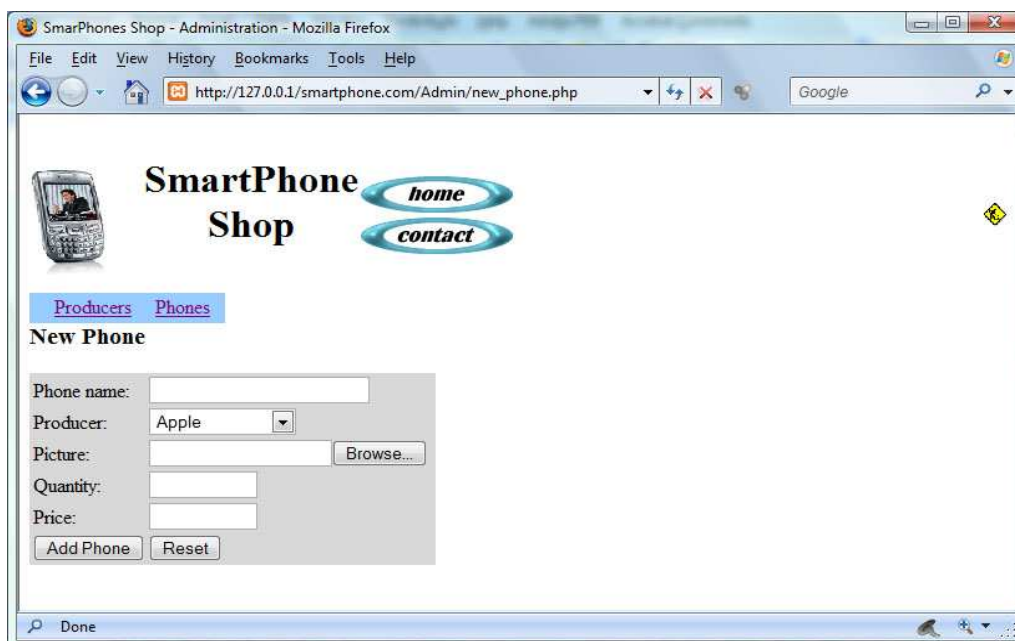 SmarPhones Shop - Administration - Mozilla Firefox
File Edit View History Bookmarks Tools Help
http://127.0.0.1/smartphone.com/Admin/new_phone.php Google
SmartPhone
Shop
home
contact
Producers Phones
New Phone
Phone name:
Producer: Apple
Picture: Browse...
Quantity:
Price:
Add Phone Reset
Done